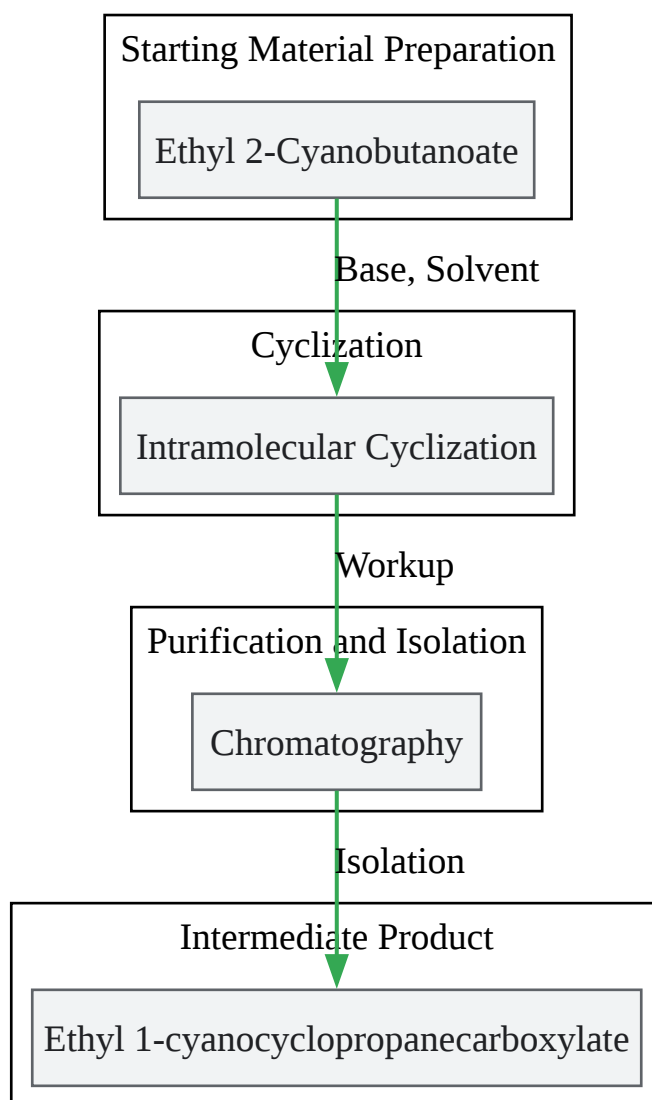 Starting Material Preparation
Ethyl 2-Cyanobutanoate
Base, Solvent
Cyclization
Intramolecular Cyclization
Workup
Purification and Isolation
Chromatography
Isolation
Intermediate Product
Ethyl 1-cyanocyclopropanecarboxylate